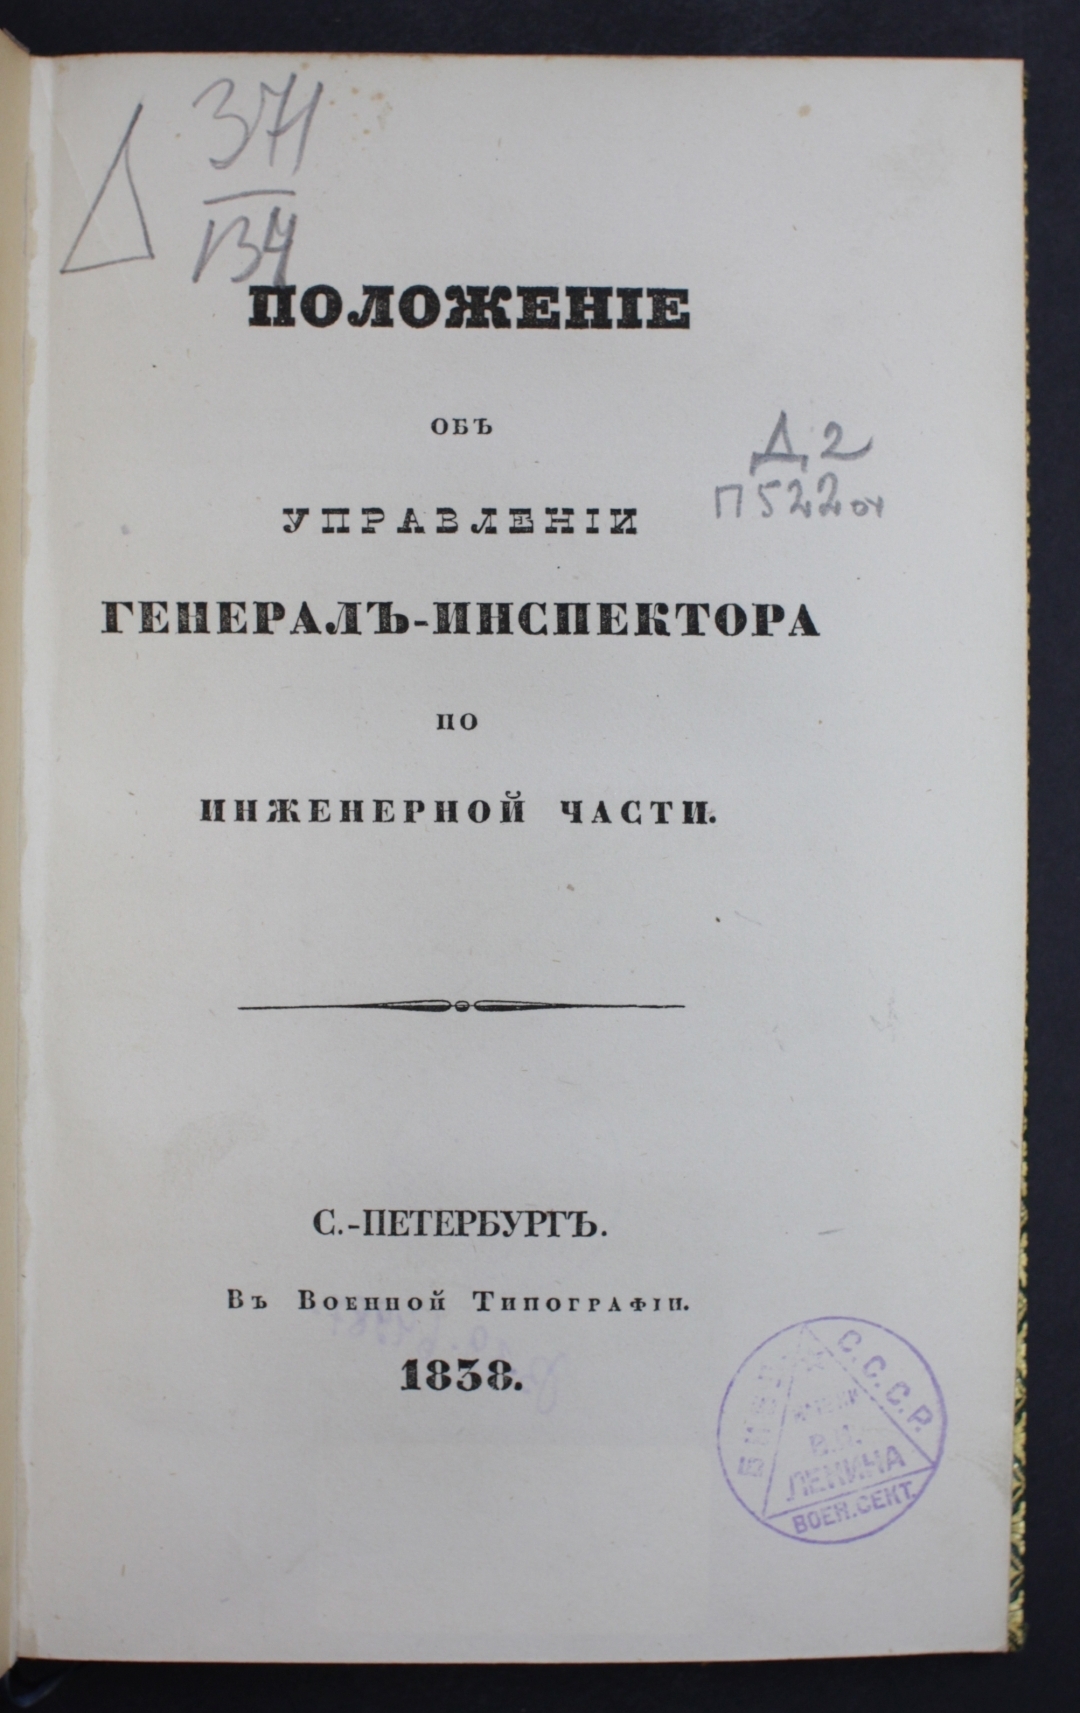 371
134
ПОЛОЖЕНІЕ
ОБЪ
Д2
УПРАВЛЕНІИ
П522
ГЕНЕРАЛЪ-ИНСПЕКТОРА
ПО
ИНЖЕНЕРНОЙ ЧАСТИ.
С.-ПЕТЕРБУРГЪ.
Въ Военной Типографіи.
1838.
С.С.С.Р.
В.И.
ЛЕНИНА
ВОЕН.СЕКТ.